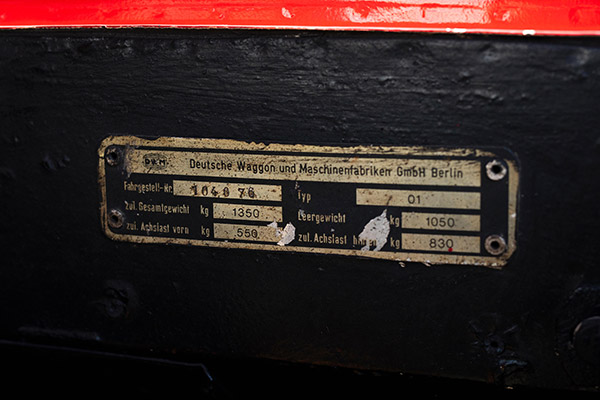 DWM Deutsche Waggon und Maschinenfabriken GmbH Berlin
Fahrgestell-Nr. 1040 76 Typ 01
zul. Gesamtgewicht kg 1350 Leergewicht kg 1050
zul. Achslast vorn kg 550 zul. Achslast kg 830